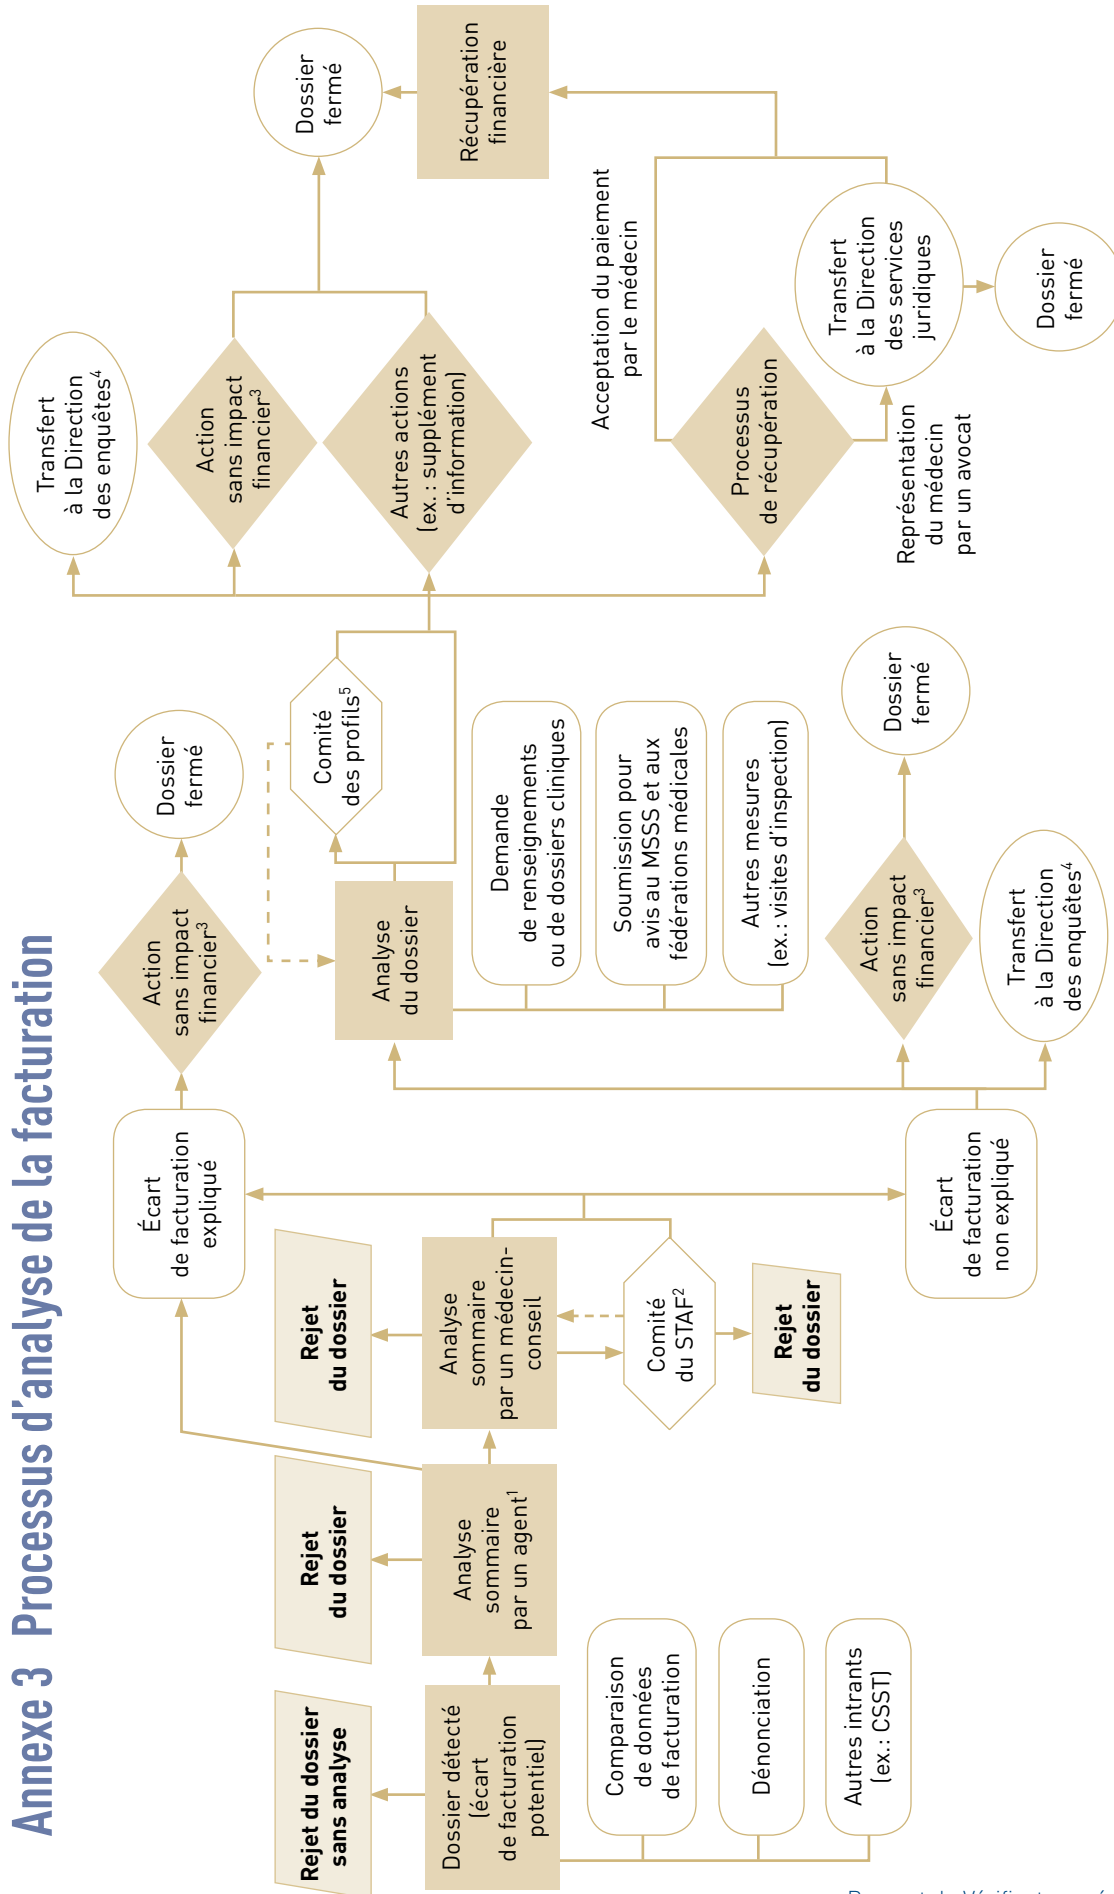 Annexe 3 Processus d'analyse de la facturation
Rejet du dossier
sans analyse
Dossier détecté
(écart
de facturation
potentiel)
Comparaison
de données
de facturation
Dénonciation
Autres intrants
(ex.: CSST)
Rejet
du dossier
Analyse
sommaire
par un agent1
Rejet
du dossier
Analyse
sommaire
par un médecin-
conseil
Comité
du STAF2
Rejet
du dossier
Écart
de facturation
expliqué
Écart
de facturation
non expliqué
Action
sans impact
financier3
Dossier
fermé
Analyse
du dossier
Comité
des profils5
Demande
de renseignements
ou de dossiers cliniques
Soumission pour
avis au MSSS et aux
fédérations médicales
Autres mesures
(ex.: visites d'inspection)
Action
sans impact
financier3
Dossier
fermé
Transfert
à la Direction
des enquêtes4
Transfert
à la Direction
des enquêtes4
Action
sans impact
financier3
Autres actions
(ex. : supplément
d'information)
Dossier
fermé
Récupération
financière
Processus
de récupération
Acceptation du paiement
par le médecin
Représentation
du médecin
par un avocat
Transfert
à la Direction
des services
juridiques
Dossier
fermé